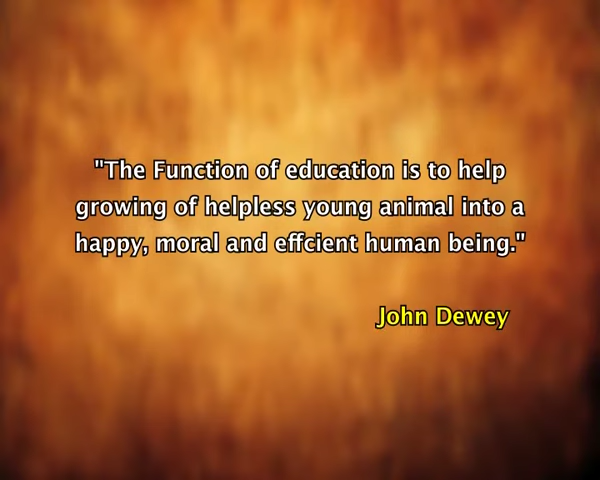 "The Function of education is to help
growing of helpless young animal into a
happy, moral and effcient human being."
John Dewey